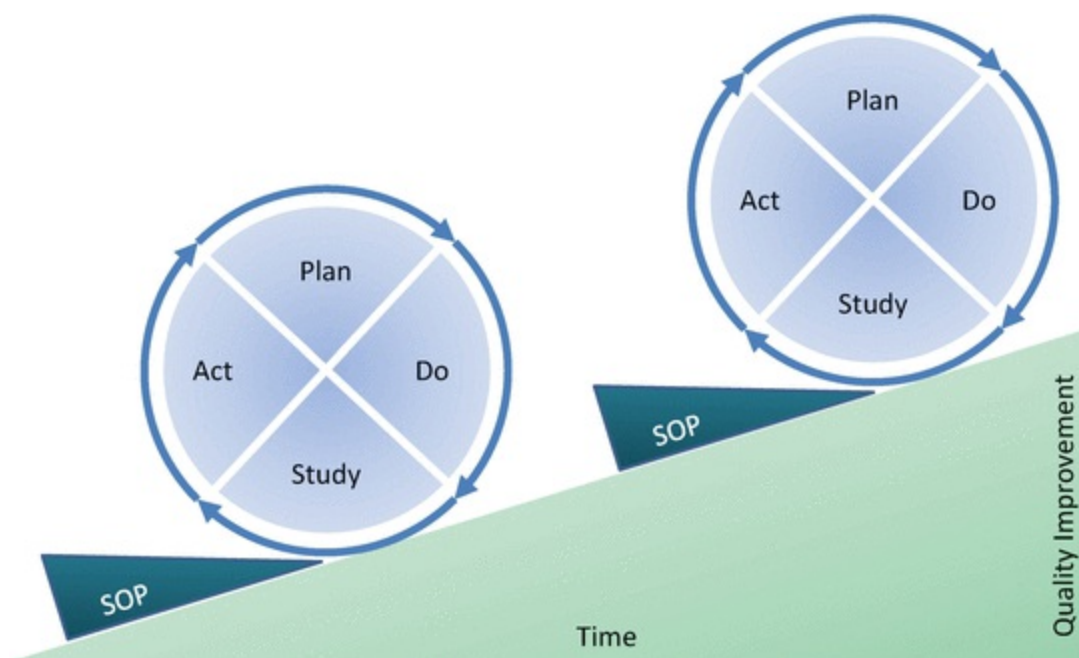 Plan
Act
Do
Study
SOP
Plan
Act
Do
Study
SOP
Time
Quality Improvement